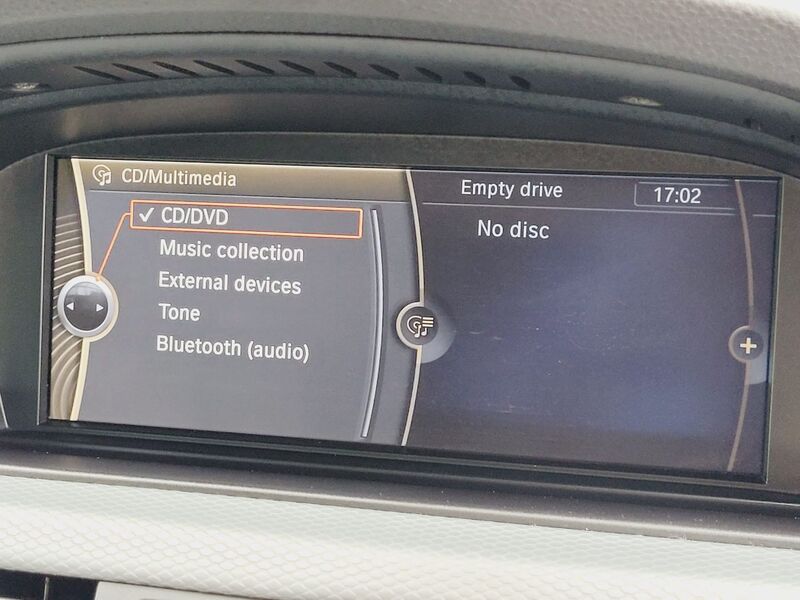 CD/Multimedia
✓ CD/DVD
Music collection
External devices
Tone
Bluetooth (audio)
Empty drive
17:02
No disc